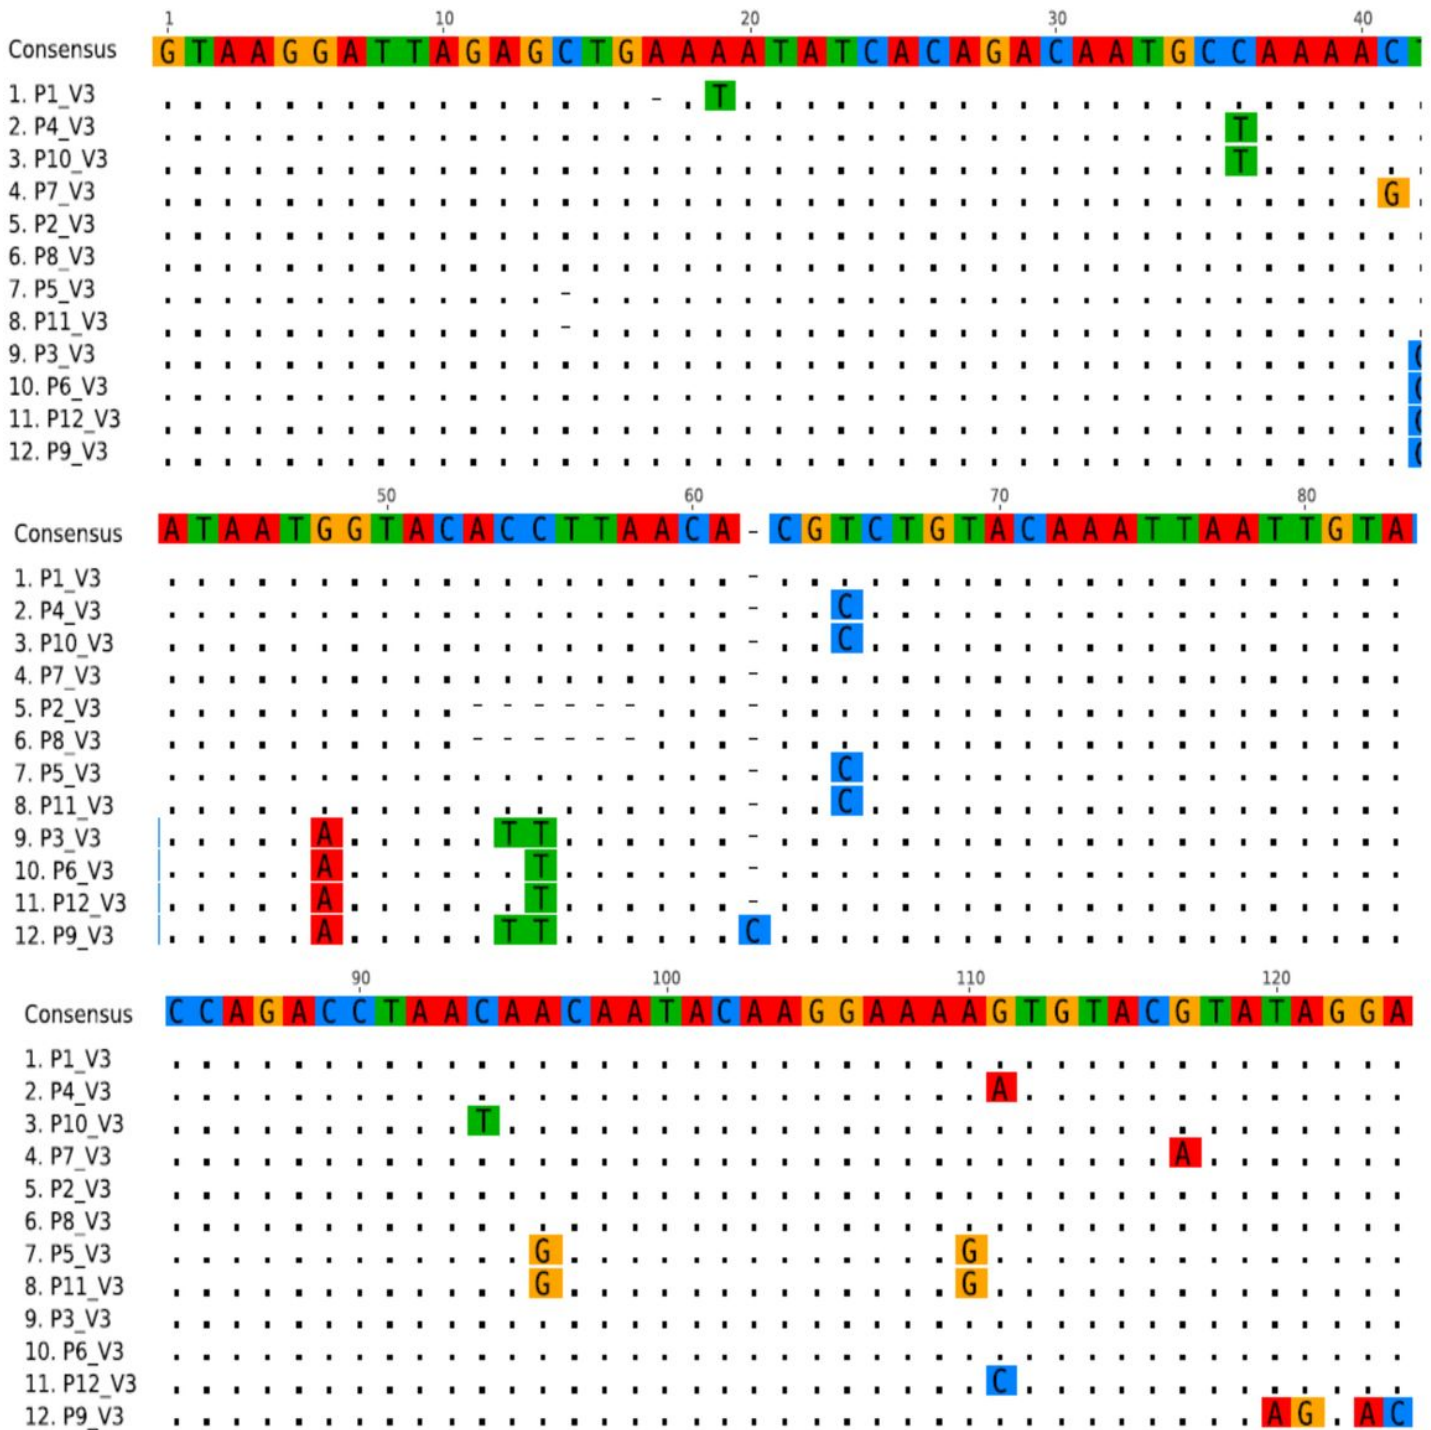 1 10 20 30 40
Consensus GTAAGGATTAGAGCTGAAAATATCACAGACAATGCCAAAAC
1. P1_V3 - T
2. P4_V3 T
3. P10_V3 T
4. P7_V3 G
5. P2_V3
6. P8_V3
7. P5_V3 -
8. P11_V3 -
9. P3_V3
10. P6_V3
11. P12_V3
12. P9_V3
50 60 70 80
Consensus ATAATGGTACACCTTAACA-CGTCTGTACAAATTAATTGTA
1. P1_V3 -
2. P4_V3 - C
3. P10_V3 - C
4. P7_V3 -
5. P2_V3 ------ -
6. P8_V3 ------ -
7. P5_V3 - C
8. P11_V3 - C
9. P3_V3 A TT -
10. P6_V3 A T -
11. P12_V3 A T -
12. P9_V3 A TT C
90 100 110 120
Consensus CCAGACCTAACAACAATACAAGGAAAAGTGTACGTATAGGA
1. P1_V3
2. P4_V3 A
3. P10_V3 T
4. P7_V3 A
5. P2_V3
6. P8_V3
7. P5_V3 G G
8. P11_V3 G G
9. P3_V3
10. P6_V3
11. P12_V3 C
12. P9_V3 AG AC